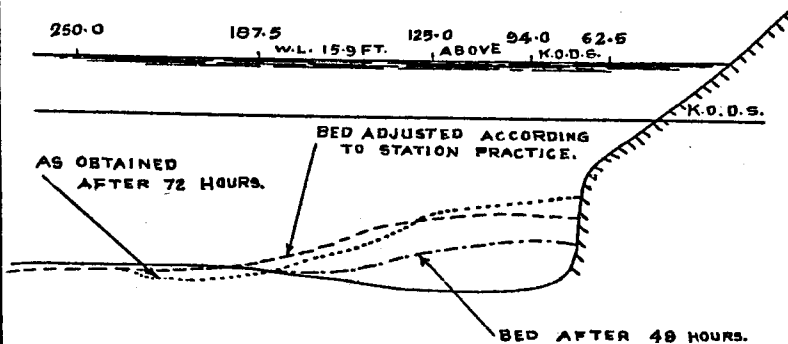 250.0 187.5 125.0 94.0 62.5
W.L. 15.9 FT. ABOVE K.O.D.S.
K.O.D.S.
BED ADJUSTED ACCORDING
TO STATION PRACTICE.
AS OBTAINED
AFTER 72 HOURS.
BED AFTER 48 HOURS.